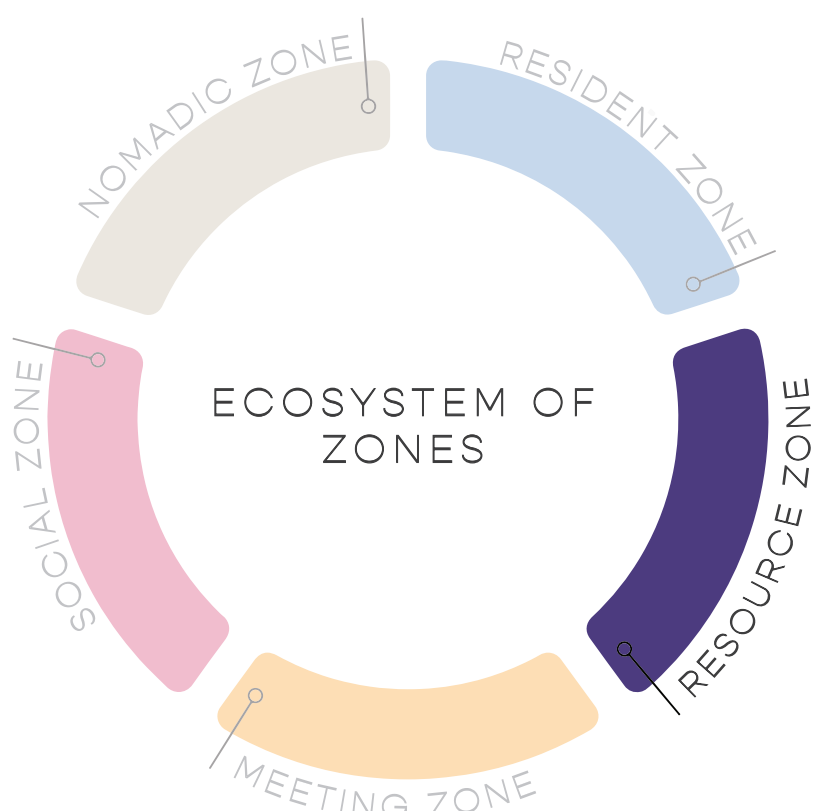 NOMADIC ZONE
RESIDENT ZONE
SOCIAL ZONE
ECOSYSTEM OF
ZONES
RESOURCE ZONE
MEETING ZONE